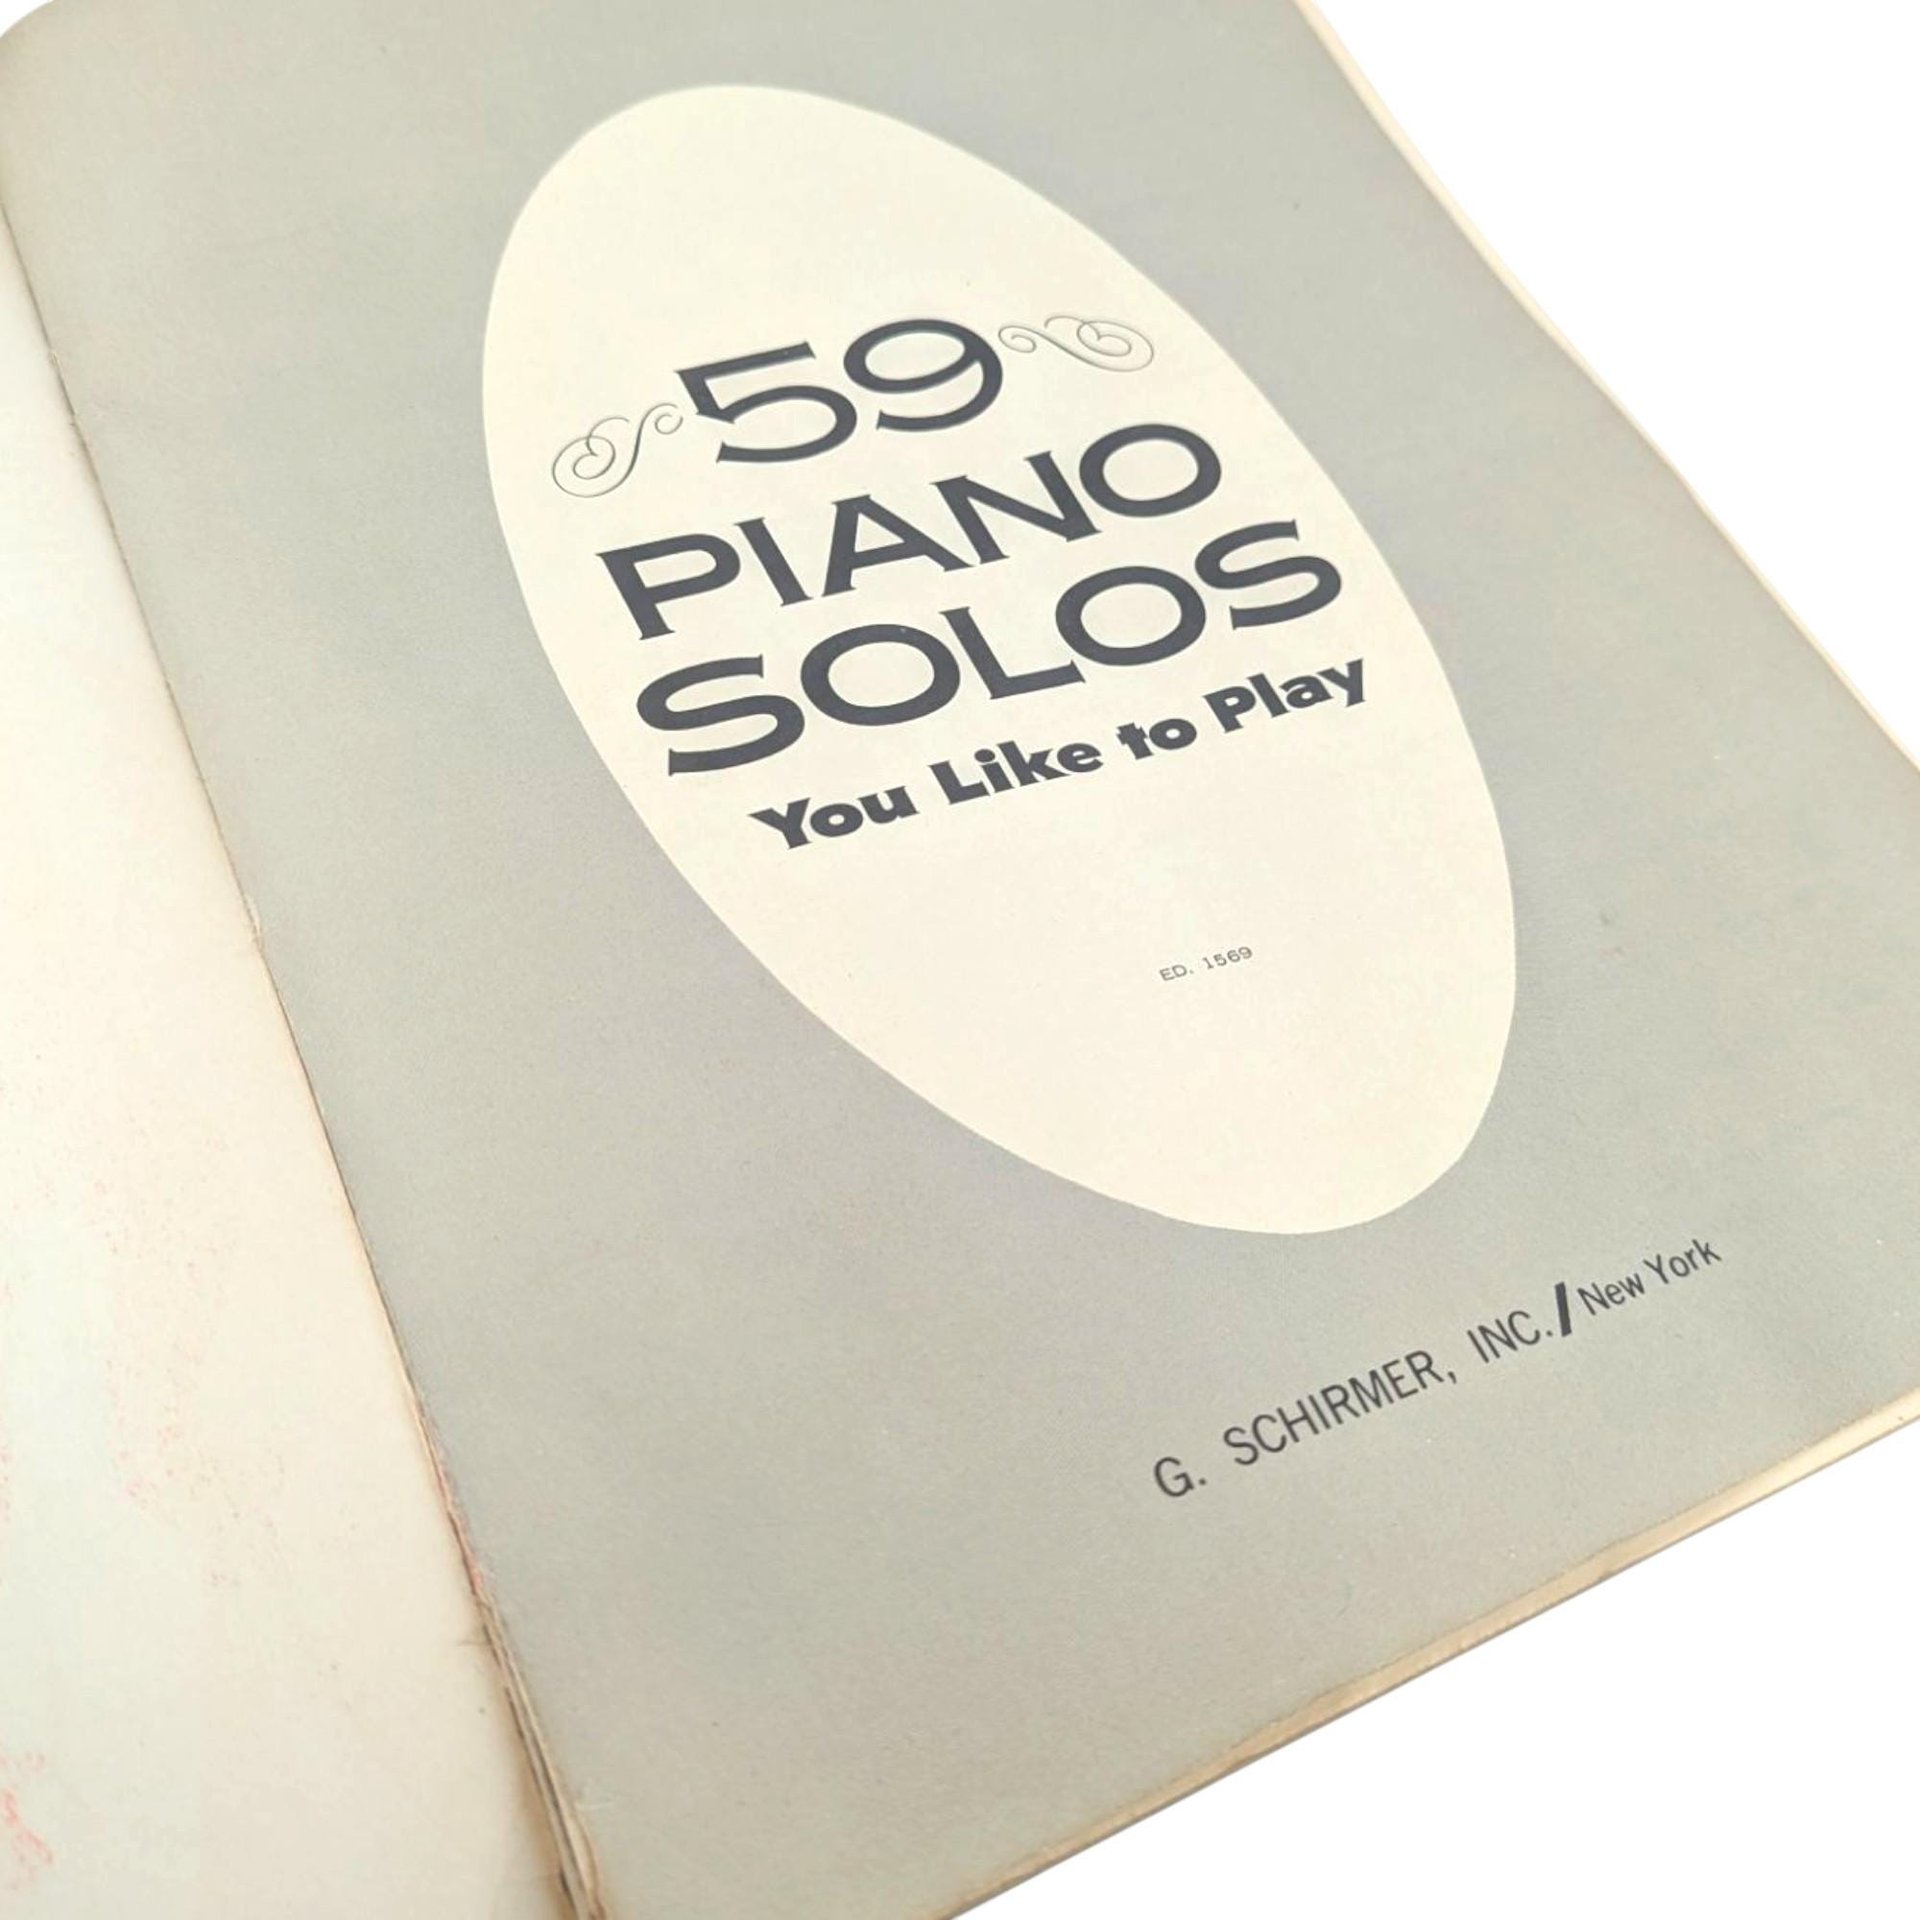 59
PIANO
SOLOS
You Like to Play
ED. 1569
G. SCHIRMER, INC./New York